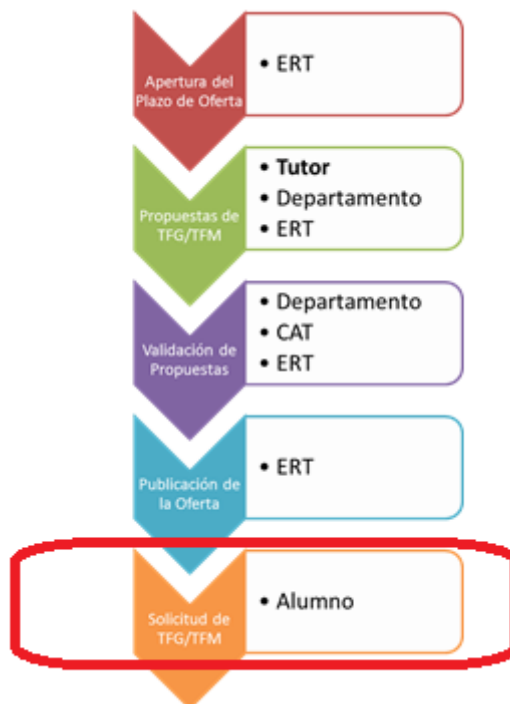 Apertura del
Plazo de Oferta
• ERT
Propuestas de
TFG/TFM
• Tutor
• Departamento
• ERT
Validación de
Propuestas
• Departamento
• CAT
• ERT
Publicación de
la Oferta
• ERT
Solicitud de
TFG/TFM
• Alumno